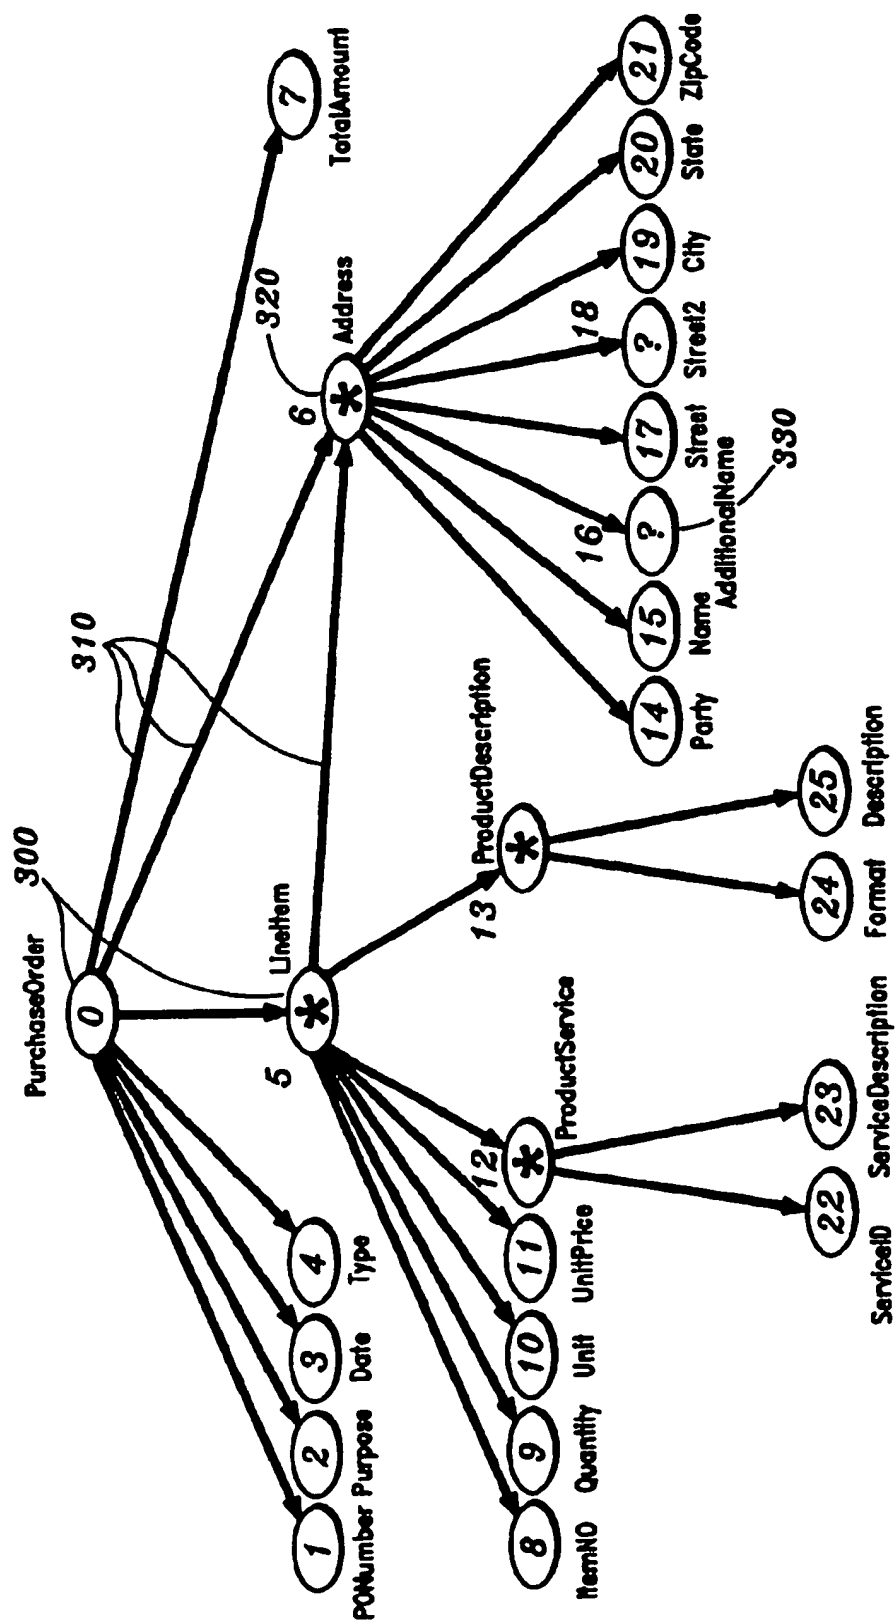 PurchaseOrder
300
310
0
7
TotalAmount
1
2
3
4
PONumber
Purpose
Date
Type
5
*
LineItem
6
*
Address
320
8
9
10
11
12
*
ItemNO
Quantity
Unit
UnitPrice
ProductService
13
*
ProductDescription
14
15
16
?
17
18
?
19
20
21
Party
Name
AdditionalName
Street
Street2
City
State
ZipCode
330
22
23
24
25
ServiceID
ServiceDescription
Format
Description